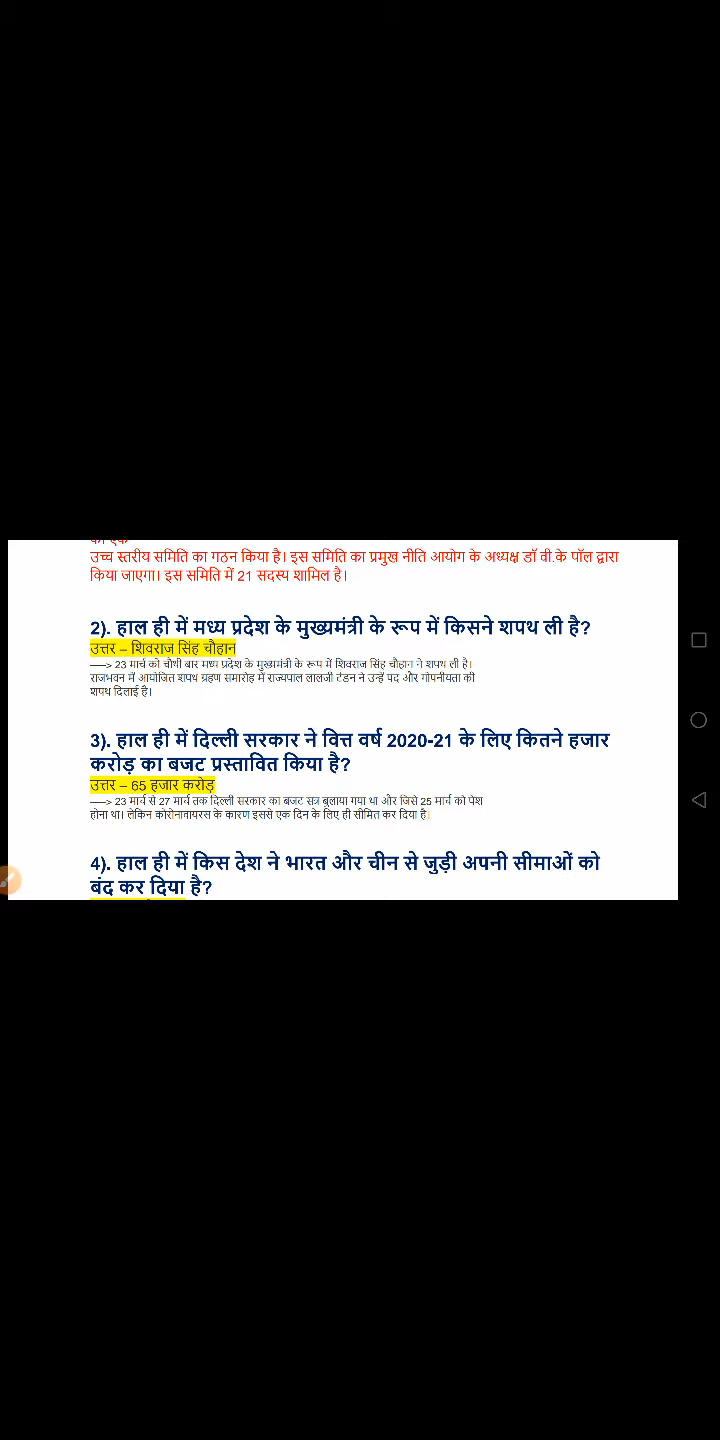 उच्च स्तरीय समिति का गठन किया है। इस समिति का प्रमुख नीति आयोग के अध्यक्ष डॉ वी.के पॉल द्वारा
किया जाएगा। इस समिति में 21 सदस्य शामिल है।
2). हाल ही में मध्य प्रदेश के मुख्यमंत्री के रूप में किसने शपथ ली है?
उत्तर – शिवराज सिंह चौहान
—–> 23 मार्च को चौथी बार मध्य प्रदेश के मुख्यमंत्री के रूप में शिवराज सिंह चौहान ने शपथ ली है।
राजभवन में आयोजित शपथ ग्रहण समारोह में राज्यपाल लालजी टंडन ने उन्हें पद और गोपनीयता की
शपथ दिलाई है।
3). हाल ही में दिल्ली सरकार ने वित्त वर्ष 2020-21 के लिए कितने हजार
करोड़ का बजट प्रस्तावित किया है?
उत्तर – 65 हजार करोड़
—–> 23 मार्च से 27 मार्च तक दिल्ली सरकार का बजट सत्र बुलाया गया था और जिसे 25 मार्च को पेश
होना था। लेकिन कोरोनावायरस के कारण इससे एक दिन के लिए ही सीमित कर दिया है।
4). हाल ही में किस देश ने भारत और चीन से जुड़ी अपनी सीमाओं को
बंद कर दिया है?